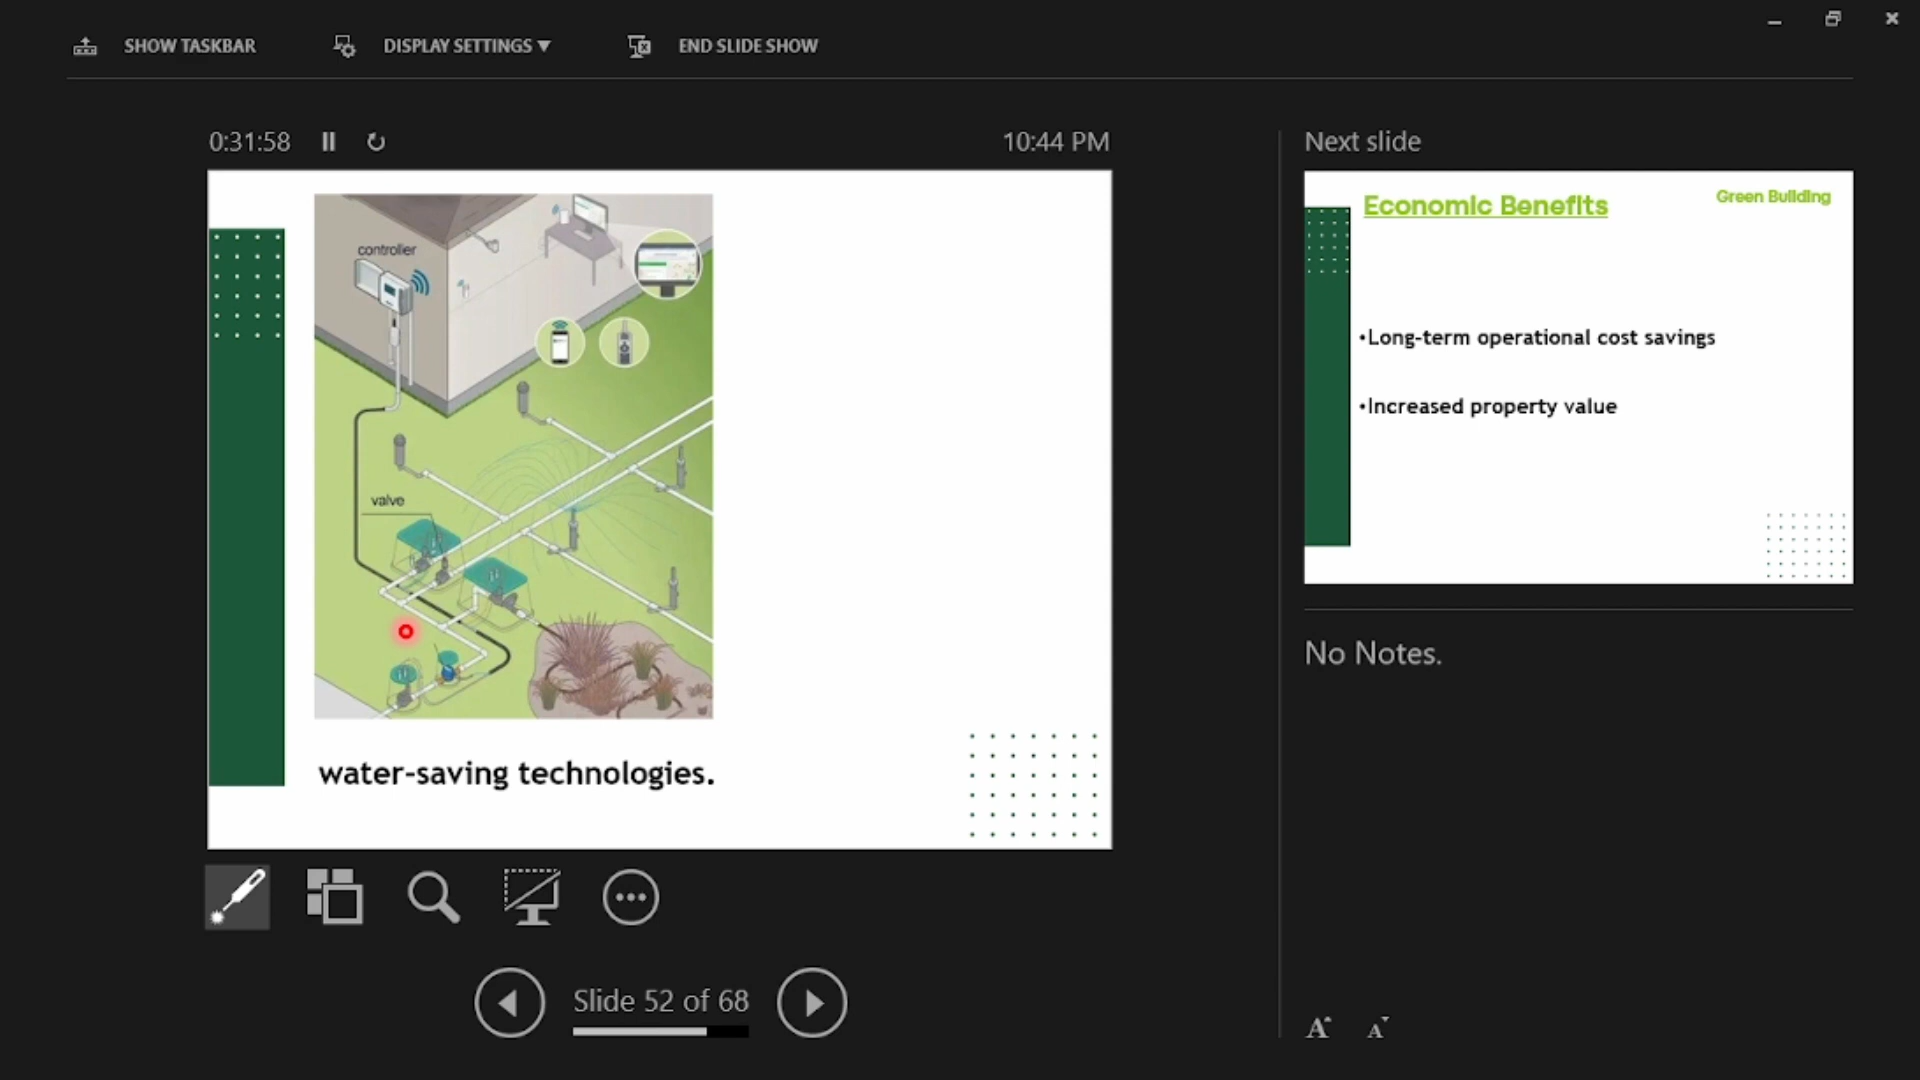 SHOW TASKBAR
DISPLAY SETTINGS ▼
END SLIDE SHOW
0:31:58
10:44 PM
controller
valve
water-saving technologies.
Slide 52 of 68
Next slide
Economic Benefits
Green Building
•Long-term operational cost savings
•Increased property value
No Notes.
A
A